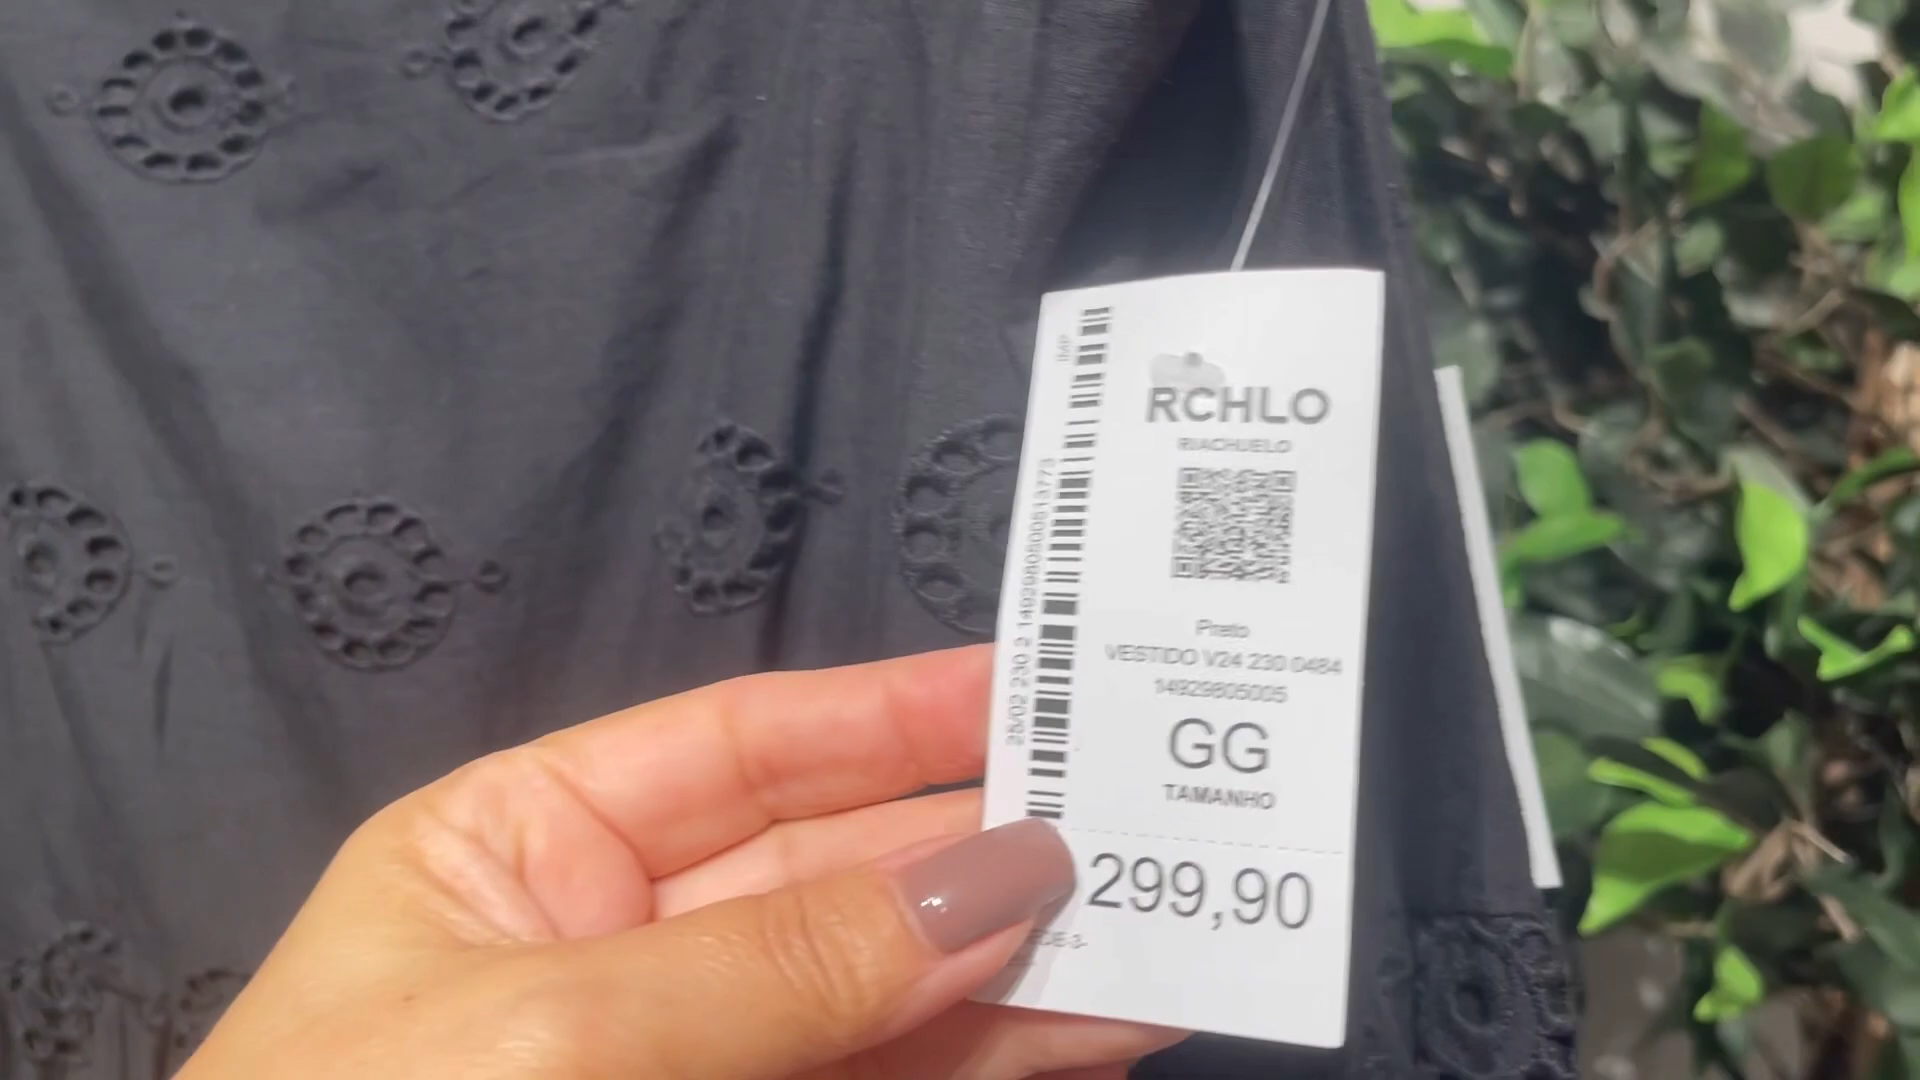 RCHLO
RIACHUELO
Preto
VESTIDO V24 230 0484
14929805005
GG
TAMANHO
299,90